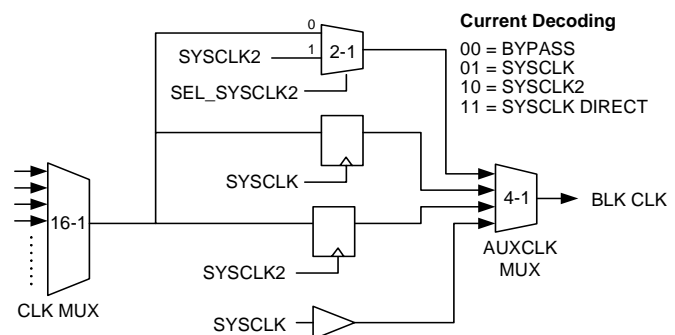 Current Decoding
00 = BYPASS
01 = SYSCLK
10 = SYSCLK2
11 = SYSCLK DIRECT
0
1
2-1
SYSCLK2
SEL_SYSCLK2
SYSCLK
16-1
4-1
BLK CLK
AUXCLK
MUX
SYSCLK2
CLK MUX
SYSCLK